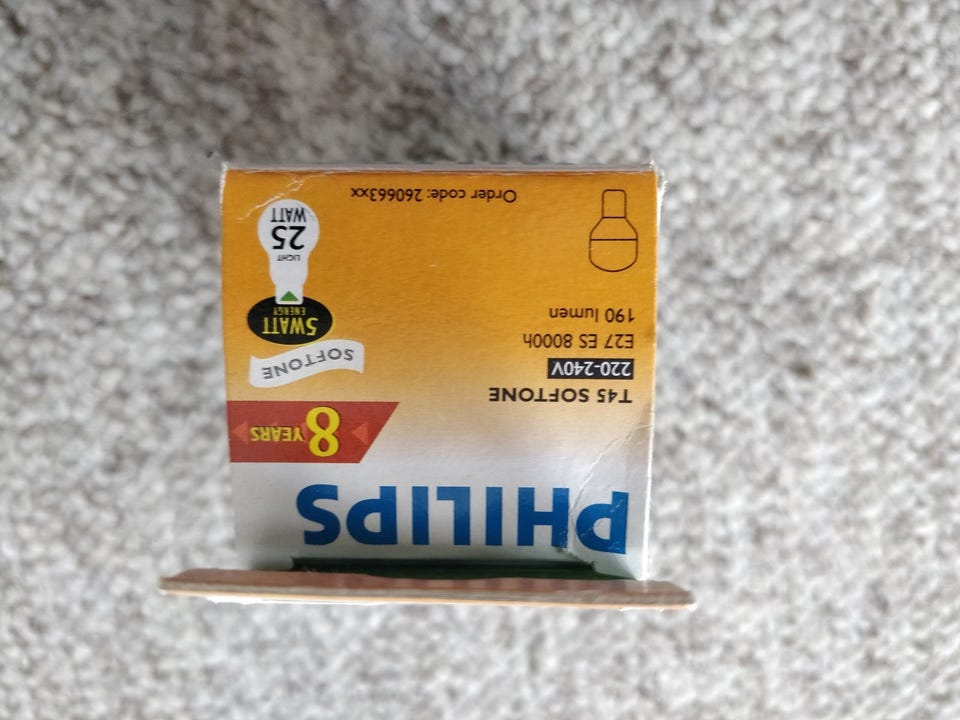 PHILIPS
8 YEARS
T45 SOFTONE
220-240V
E27 ES 8000h
190 lumen
SOFTONE
5WATT
ENERGY
LIGHT
25
WATT
Order code: 260663xx